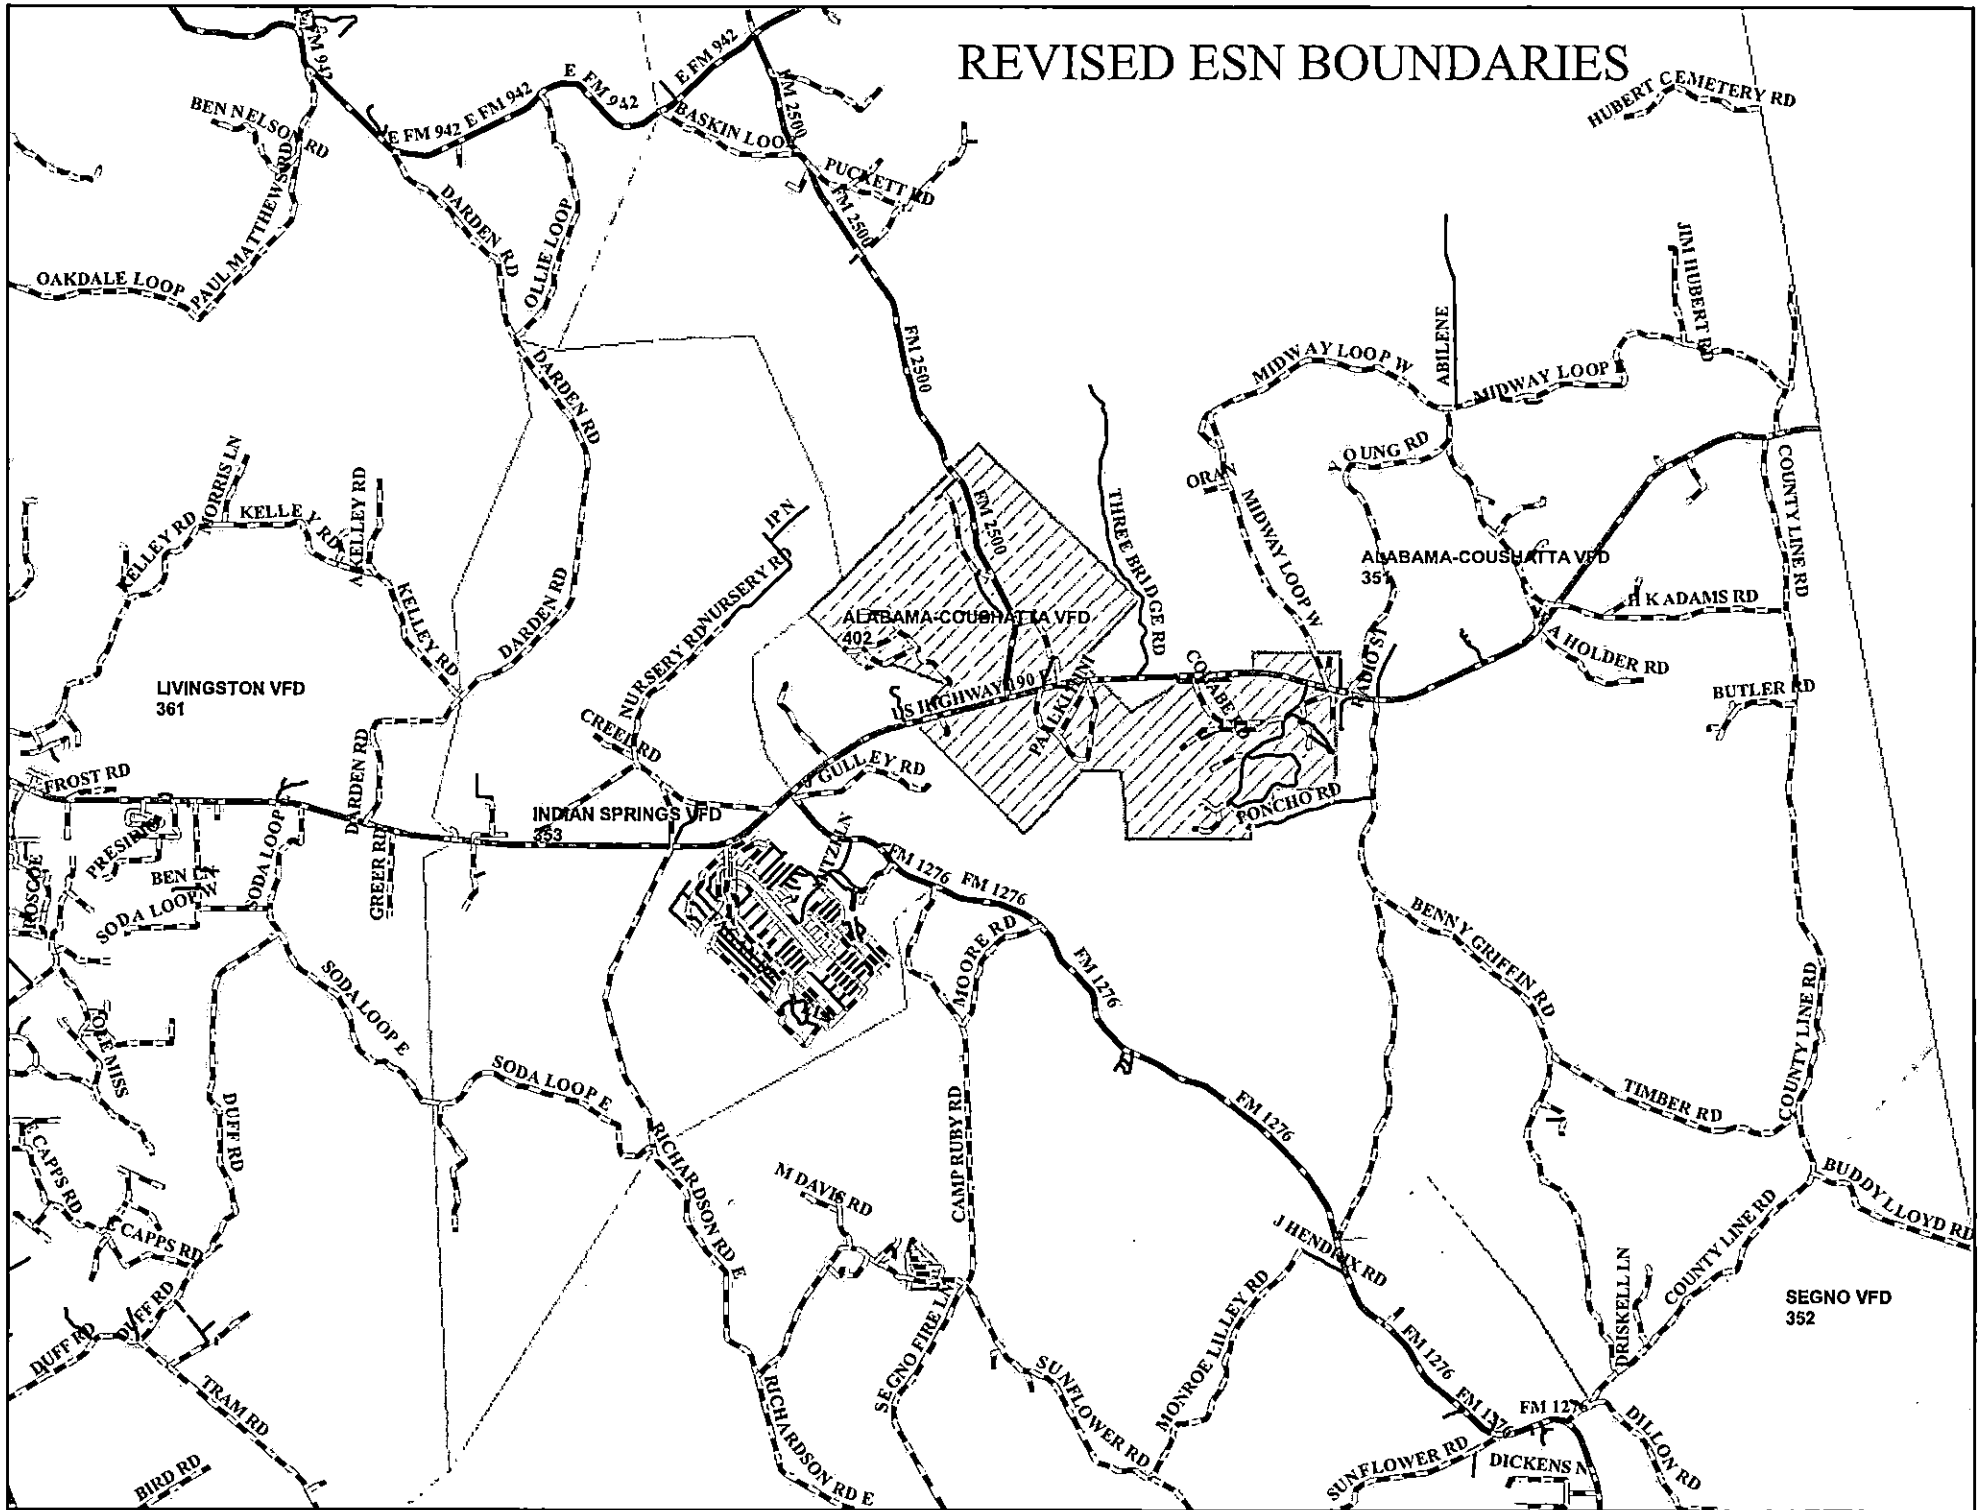 REVISED ESN BOUNDARIES
FM 942
E FM 942
E FM 942
E FM 942
E FM 942
FM 2500
HUBERT CEMETERY RD
BEN NELSON RD
BASKIN LOOP
PUCKETT RD
FM 2500
PAUL MATTHEWS RD
DARDEN RD
OLLIE LOOP
OAKDALE LOOP
JIM HUBERT RD
FM 2500
DARDEN RD
MIDWAY LOOP W
ABILENE
MIDWAY LOOP
MORRIS LN
KELLEY RD
KELLEY RD
A KELLEY RD
YOUNG RD
ORAN
COUNTY LINE RD
IPN
FM 2500
THREE BRIDGE RD
MIDWAY LOOP W
ALABAMA-COUSHATTA VFD
351
KELLEY RD
DARDEN RD
NURSERY RD
NURSERY RD
ALABAMA-COUSHATTA VFD
402
H K ADAMS RD
A HOLDER RD
LIVINGSTON VFD
361
US HIGHWAY 190 E
RADIO ST
BUTLER RD
CREEL RD
GULLEY RD
FROST RD
DARDEN RD
INDIAN SPRINGS VFD
353
PONCHO RD
SODA LOOP
GREER RD
BEN LN
SODA LOOP N
ROSCOE
FM 1276
FM 1276
MOORE RD
FM 1276
BENNY GRIFFIN RD
SODA LOOP E
SODA LOOP E
OLE MISS
COUNTY LINE RD
TIMBER RD
DUFF RD
FM 1276
CAMP RUBY RD
RICHARDSON RD E
M DAVIS RD
CAPPS RD
CAPPS RD
BUDDY LLOYD RD
J HENDRIX RD
COUNTY LINE RD
DRISKELL LN
SEGNO VFD
352
DUFF RD
DUFF RD
SEGNO FIRE LN
MONROE LILLEY RD
FM 1276
TRAM RD
RICHARDSON RD E
SUNFLOWER RD
FM 1276
FM 1276
DILLON RD
SUNFLOWER RD
DICKENS N
BIRD RD